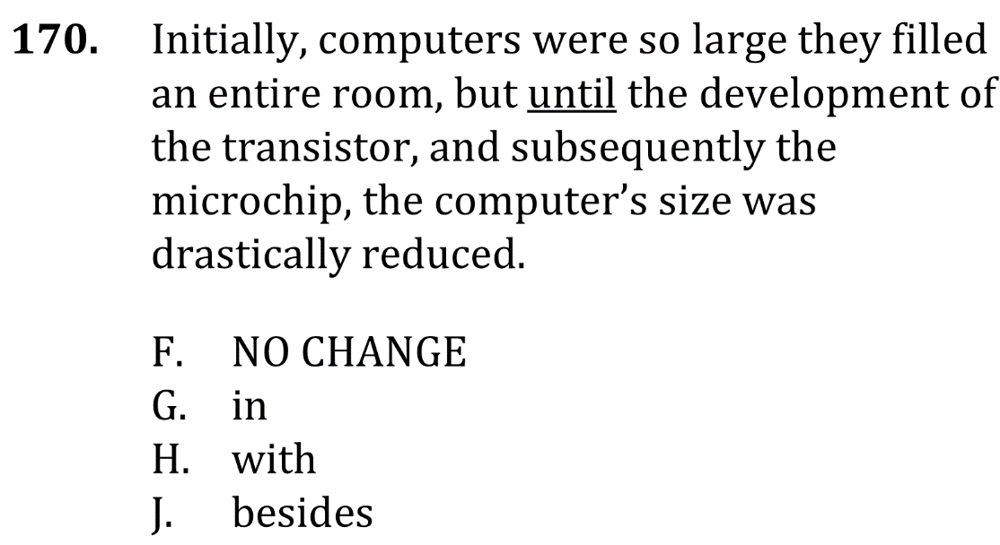 170. Initially, computers were so large they filled
an entire room, but until the development of
the transistor, and subsequently the
microchip, the computer’s size was
drastically reduced.
F. NO CHANGE
G. in
H. with
J. besides